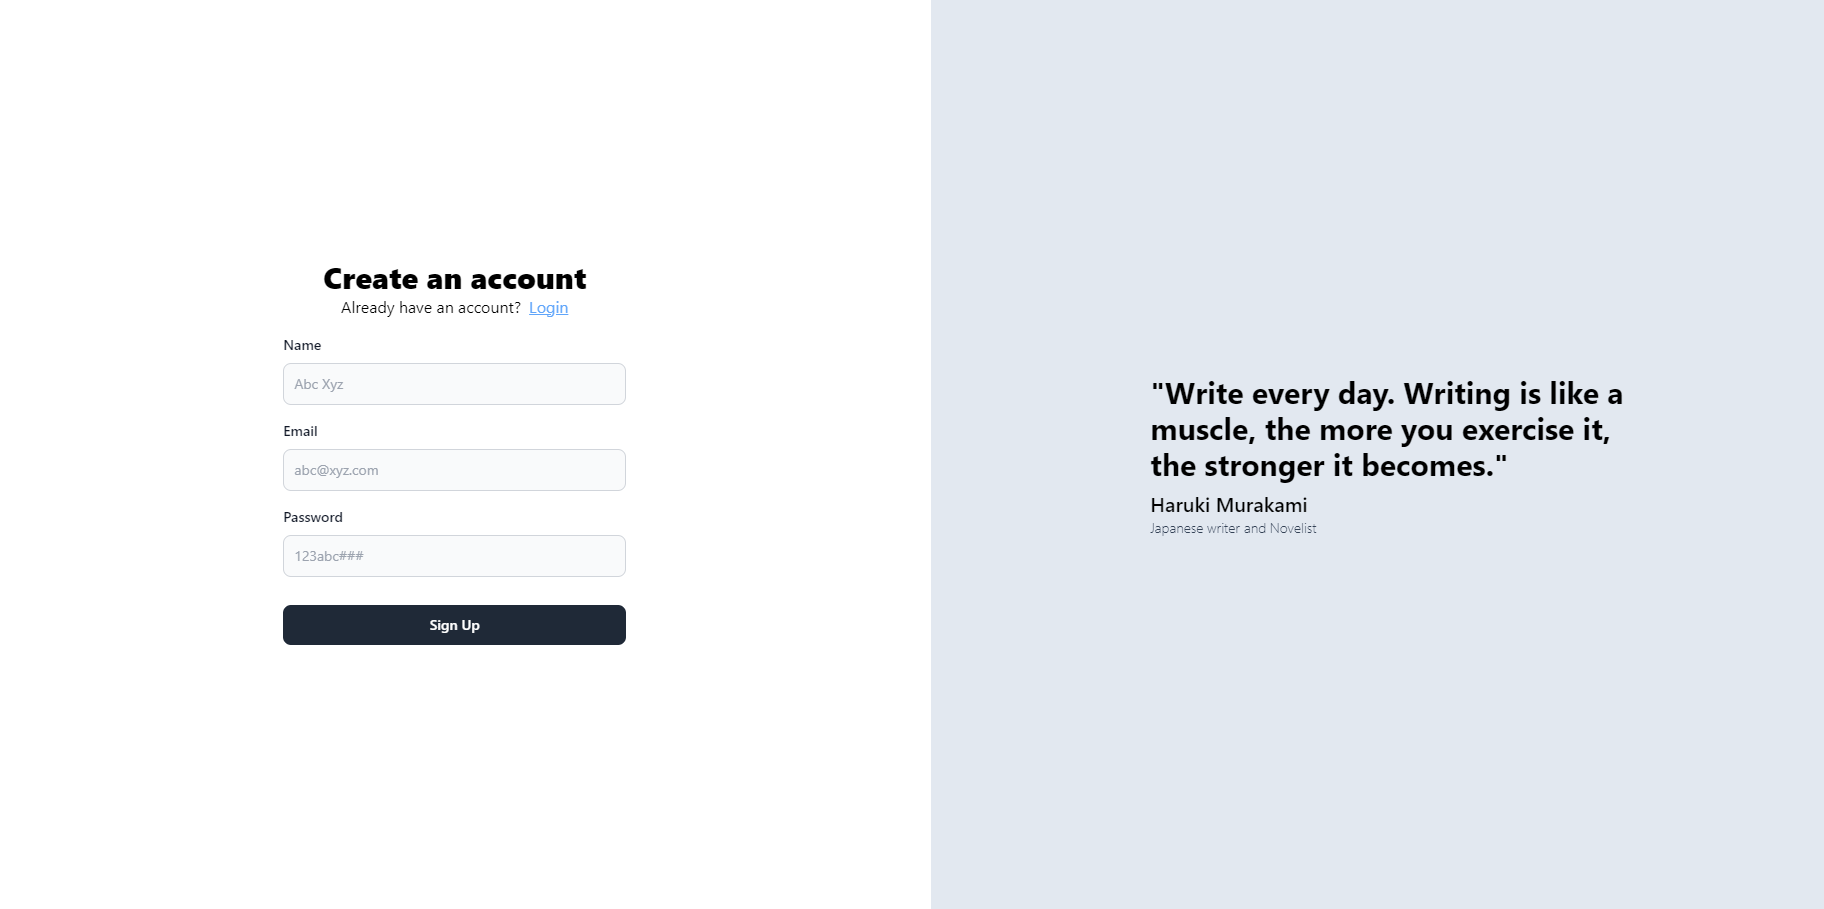 Create an account
Already have an account? Login
Name
Abc Xyz
Email
abc@xyz.com
Password
123abc###
Sign Up
"Write every day. Writing is like a
muscle, the more you exercise it,
the stronger it becomes."
Haruki Murakami
Japanese writer and Novelist